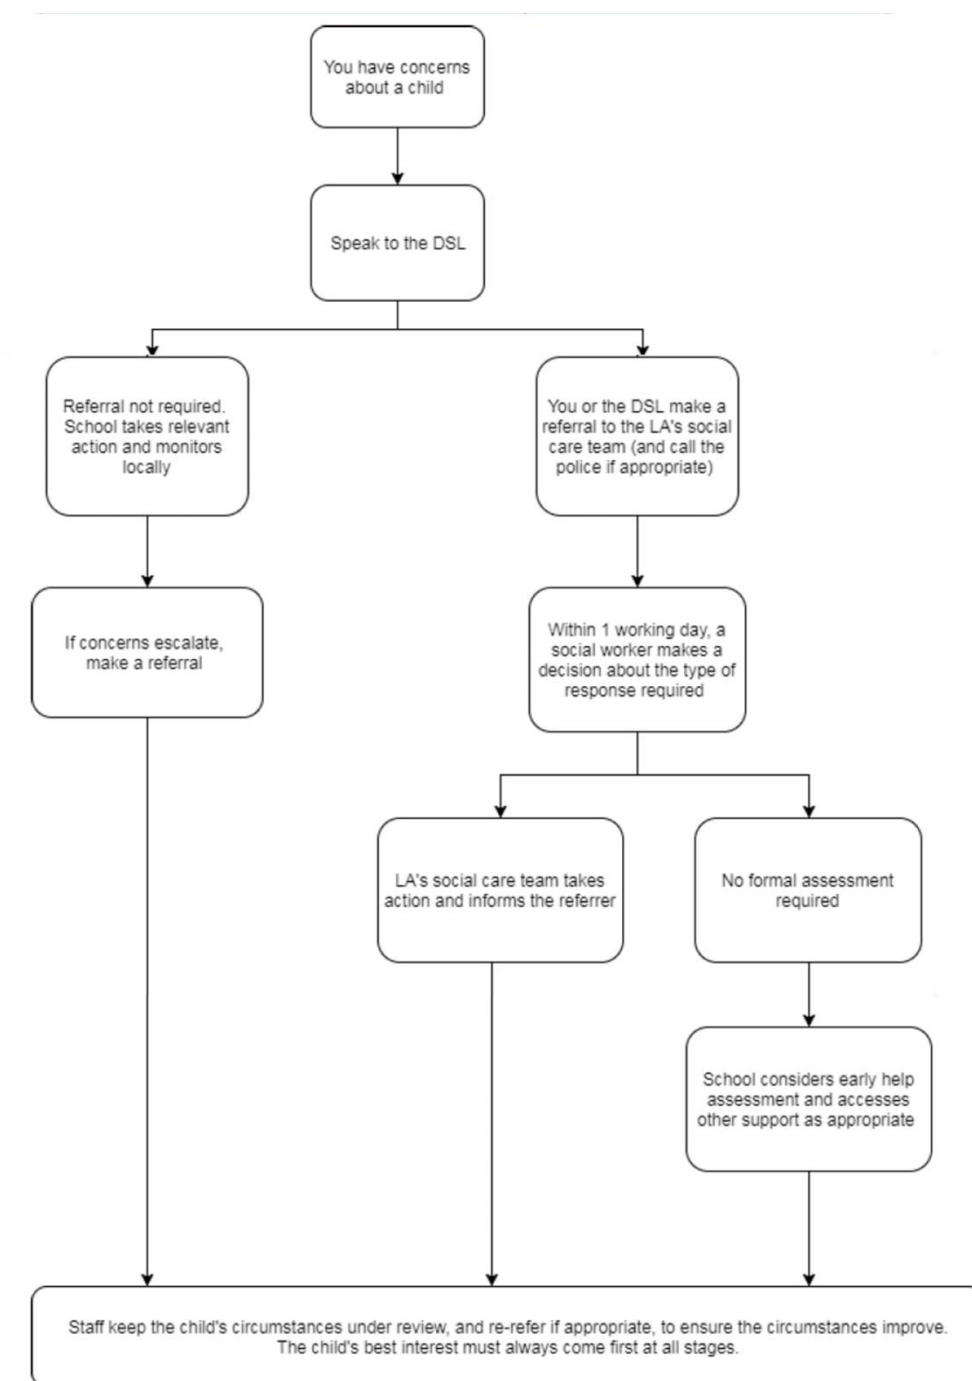 You have concerns
about a child
Speak to the DSL
Referral not required.
School takes relevant
action and monitors
locally
You or the DSL make a
referral to the LA's social
care team (and call the
police if appropriate)
If concerns escalate,
make a referral
Within 1 working day, a
social worker makes a
decision about the type of
response required
LA's social care team takes
action and informs the referrer
No formal assessment
required
School considers early help
assessment and accesses
other support as appropriate
Staff keep the child's circumstances under review, and re-refer if appropriate, to ensure the circumstances improve.
The child's best interest must always come first at all stages.